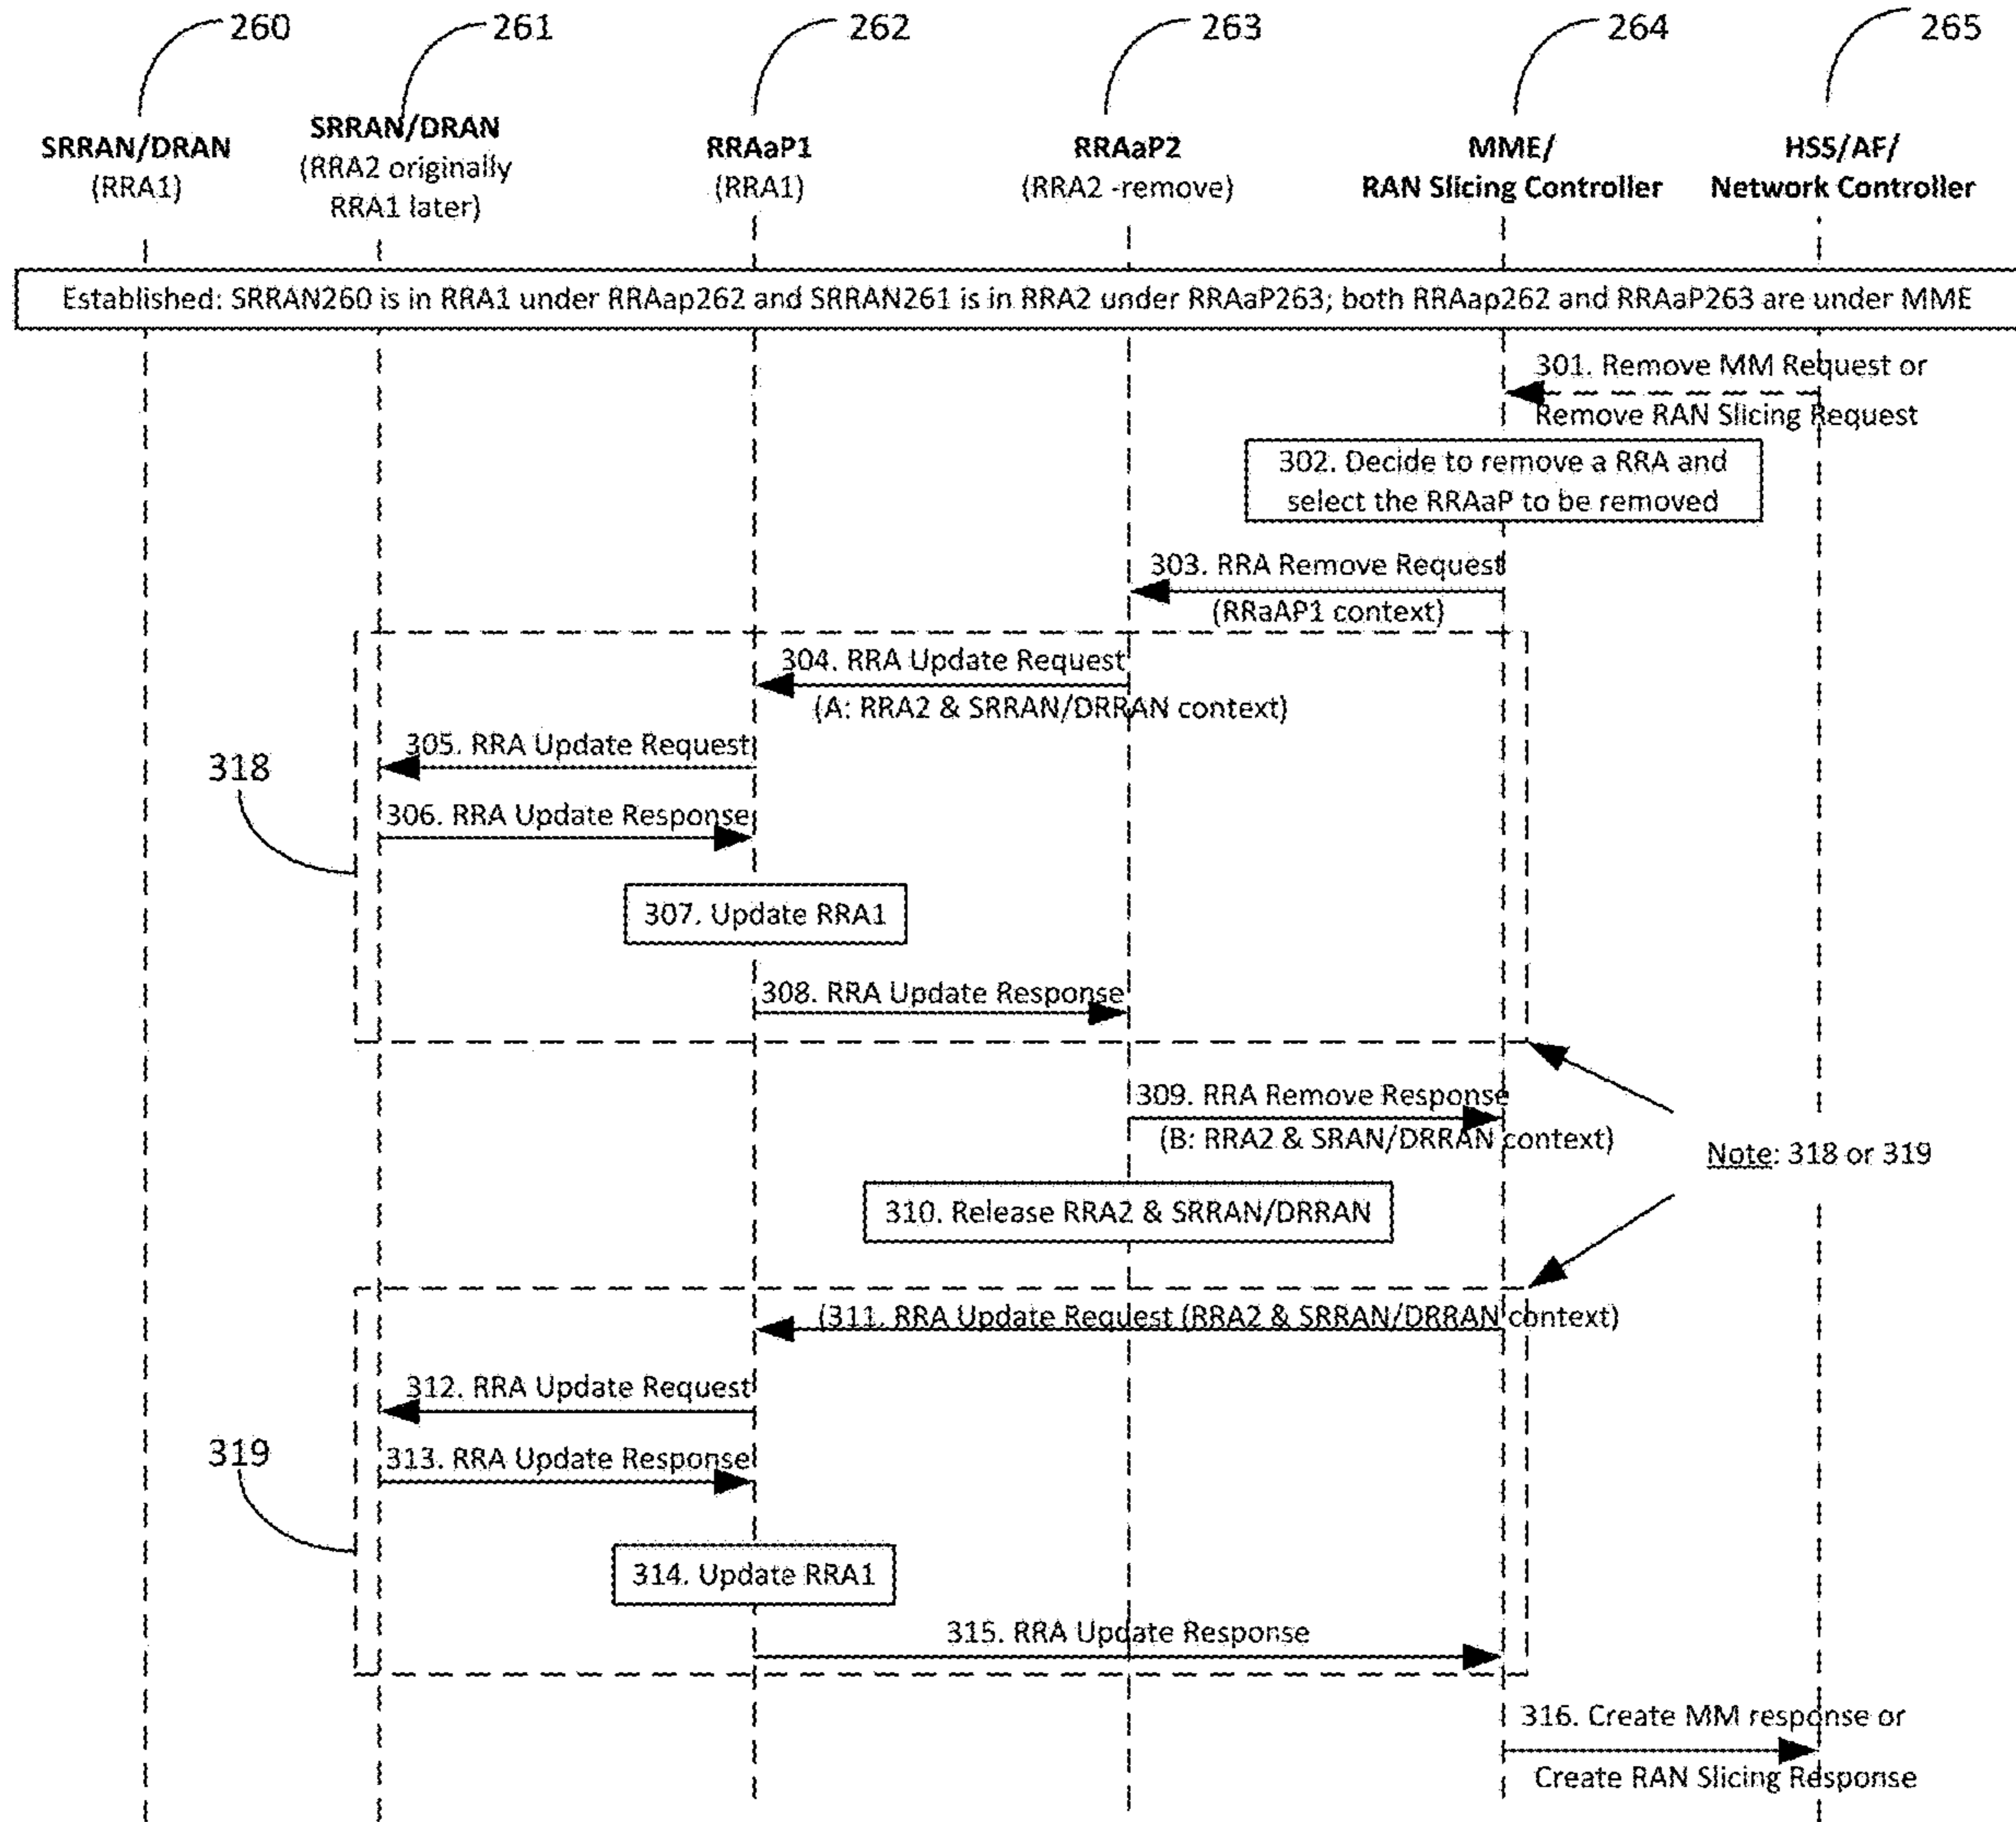 260
261
262
263
264
265
SRRAN/DRAN
(RRA1)
SRRAN/DRAN
(RRA2 originally
RRA1 later)
RRAaP1
(RRA1)
RRAaP2
(RRA2 -remove)
MME/
RAN Slicing Controller
HSS/AF/
Network Controller
Established: SRRAN260 is in RRA1 under RRAap262 and SRRAN261 is in RRA2 under RRAaP263; both RRAap262 and RRAaP263 are under MME
301. Remove MM Request or
Remove RAN Slicing Request
302. Decide to remove a RRA and
select the RRAaP to be removed
303. RRA Remove Request
(RRaAP1 context)
304. RRA Update Request
(A: RRA2 & SRRAN/DRRAN context)
305. RRA Update Request
318
306. RRA Update Response
307. Update RRA1
308. RRA Update Response
309. RRA Remove Response
(B: RRA2 & SRAN/DRRAN context)
Note: 318 or 319
310. Release RRA2 & SRRAN/DRRAN
(311. RRA Update Request (RRA2 & SRRAN/DRRAN context)
312. RRA Update Request
319
313. RRA Update Response
314. Update RRA1
315. RRA Update Response
316. Create MM response or
Create RAN Slicing Response